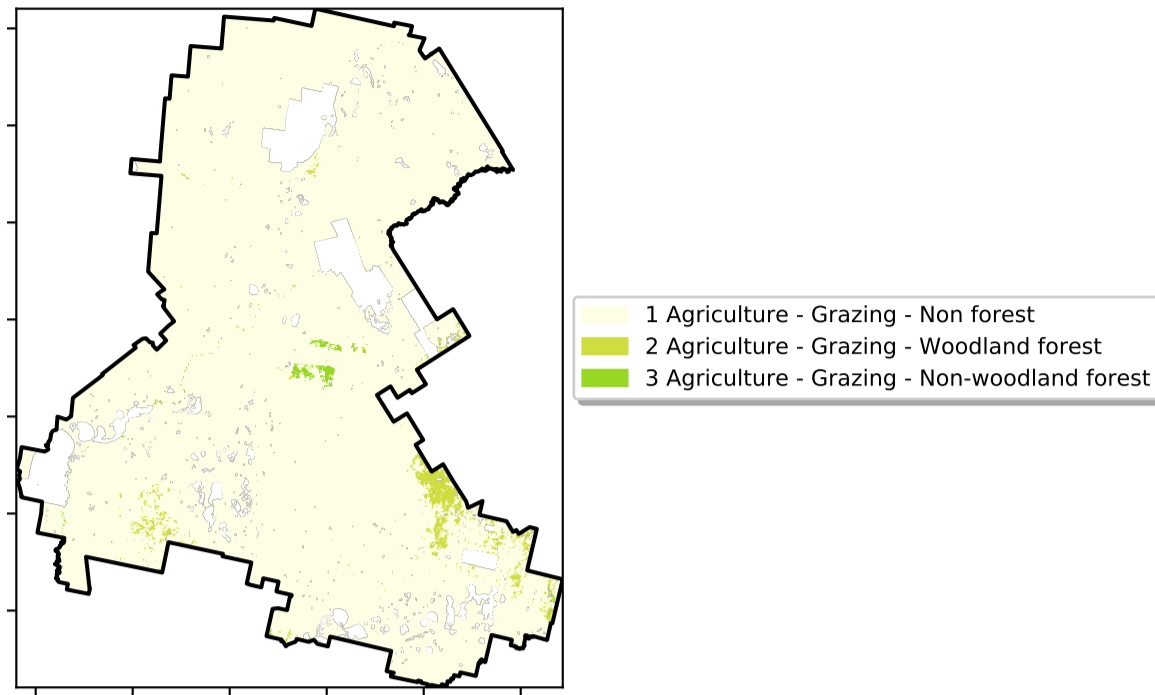 1 Agriculture - Grazing - Non forest
2 Agriculture - Grazing - Woodland forest
3 Agriculture - Grazing - Non-woodland forest